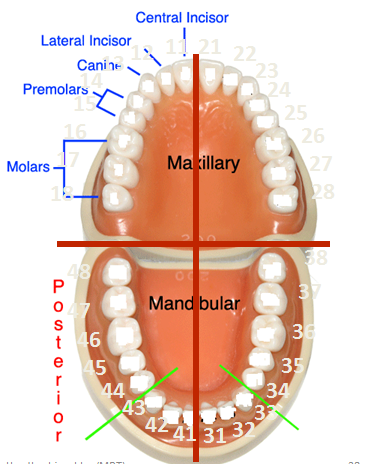 Central Incisor
Lateral Incisor
12 11 21 22
Canine 23
14 24
Premolars
15 25
16 26
Maxillary
17 27
Molars
18 28
48 38
Posterior
Mandibular
47 37
46 36
45 35
44 34
43 33
42 32
41 31